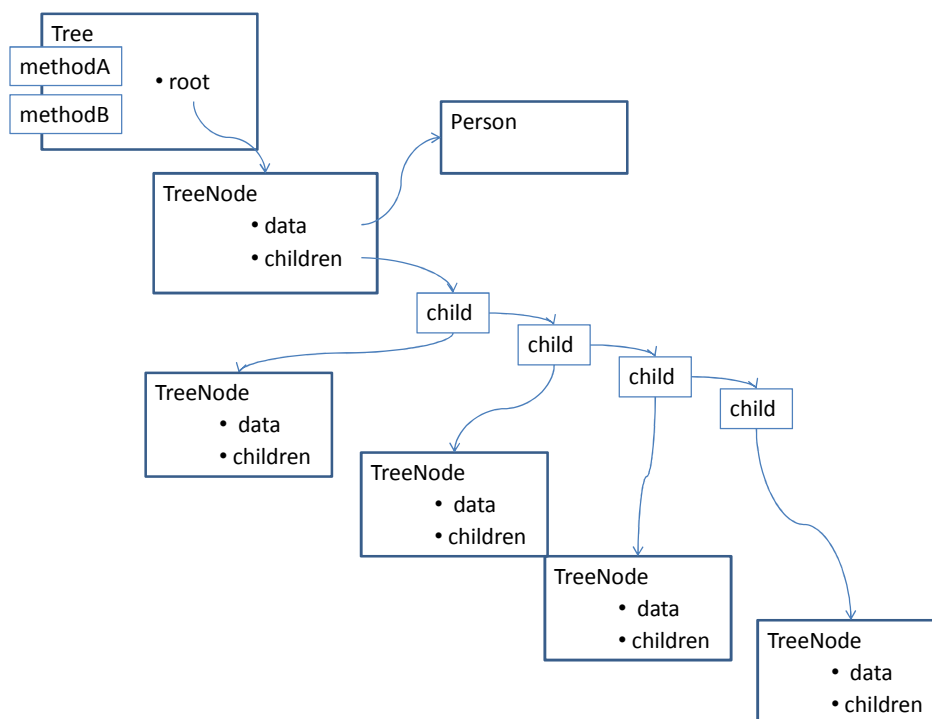 Tree
methodA
• root
methodB
Person
TreeNode
• data
• children
child
child
child
child
TreeNode
• data
• children
TreeNode
• data
• children
TreeNode
• data
• children
TreeNode
• data
• children